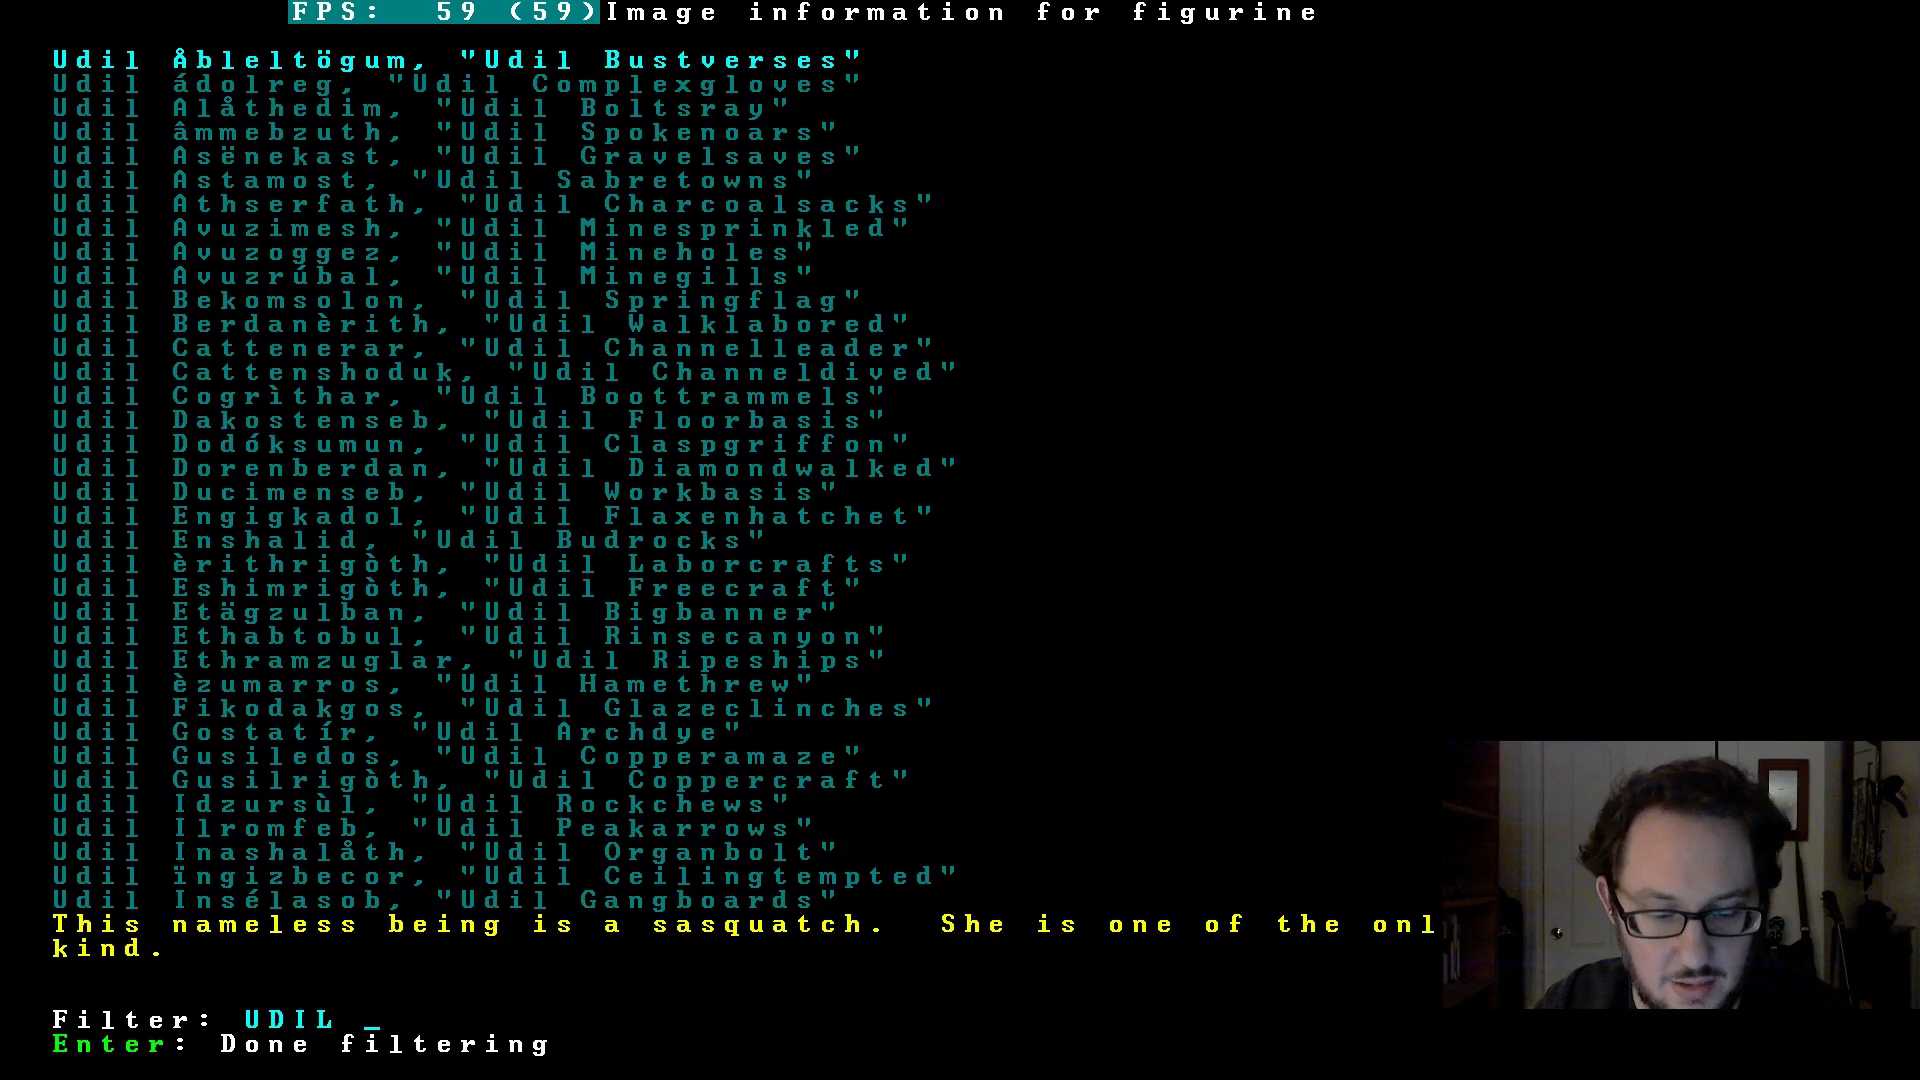 FPS: 59 (59) Image information for figurine
Udil Åbleltögum, "Udil Bustverses"
Udil ádolreg, "Udil Complexgloves"
Udil Alåthedim, "Udil Boltsray"
Udil âmmebzuth, "Udil Spokenoars"
Udil Asënekast, "Udil Gravelsaves"
Udil Astamost, "Udil Sabretowns"
Udil Athserfath, "Udil Charcoalsacks"
Udil Avuzimesh, "Udil Minesprinkled"
Udil Avuzoggez, "Udil Mineholes"
Udil Avuzrúbal, "Udil Minegills"
Udil Bekomsolon, "Udil Springflag"
Udil Berdanèrith, "Udil Walklabored"
Udil Cattenerar, "Udil Channelleader"
Udil Cattenshoduk, "Udil Channeldived"
Udil Cogrìthar, "Udil Boottrammels"
Udil Dakostenseb, "Udil Floorbasis"
Udil Dodóksumun, "Udil Claspgriffon"
Udil Dorenberdan, "Udil Diamondwalked"
Udil Ducimenseb, "Udil Workbasis"
Udil Engigkadol, "Udil Flaxenhatchet"
Udil Enshalid, "Udil Budrocks"
Udil èrithrigòth, "Udil Laborcrafts"
Udil Eshimrigòth, "Udil Freecraft"
Udil Etägzulban, "Udil Bigbanner"
Udil Ethabtobul, "Udil Rinsecanyon"
Udil Ethramzuglar, "Udil Ripeships"
Udil èzumarros, "Udil Hamethrew"
Udil Fikodakgos, "Udil Glazeclinches"
Udil Gostatír, "Udil Archdye"
Udil Gusiledos, "Udil Copperamaze"
Udil Gusilrigòth, "Udil Coppercraft"
Udil Idzursùl, "Udil Rockchews"
Udil Ilromfeb, "Udil Peakarrows"
Udil Inashalåth, "Udil Organbolt"
Udil ïngizbecor, "Udil Ceilingtempted"
Udil Insélasob, "Udil Gangboards"
This nameless being is a sasquatch. She is one of the onl
kind.
Filter: UDIL _
Enter: Done filtering